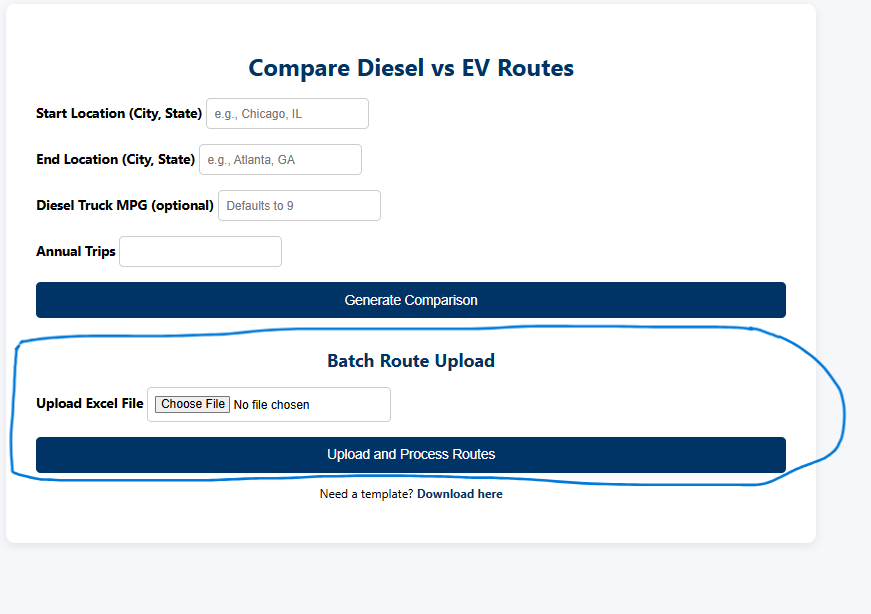 Compare Diesel vs EV Routes
Start Location (City, State) e.g., Chicago, IL
End Location (City, State) e.g., Atlanta, GA
Diesel Truck MPG (optional) Defaults to 9
Annual Trips
Generate Comparison
Batch Route Upload
Upload Excel File Choose File No file chosen
Upload and Process Routes
Need a template? Download here